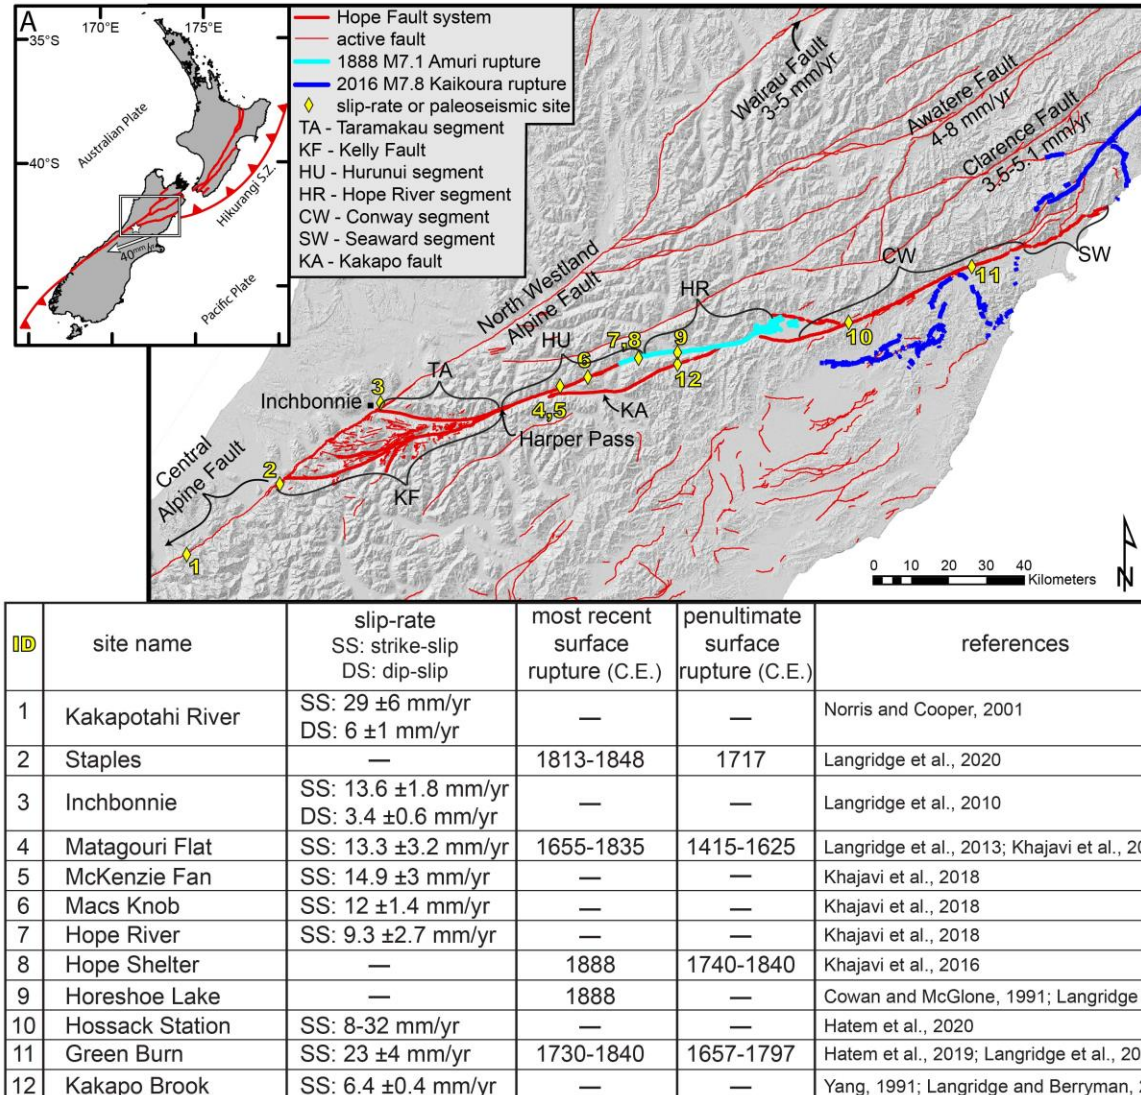 A
170°E
175°E
35°S
40°S
Australian Plate
Hikurangi S.Z.
40mm/yr
Pacific Plate
Hope Fault system
active fault
1888 M7.1 Amuri rupture
2016 M7.8 Kaikoura rupture
slip-rate or paleoseismic site
TA - Taramakau segment
KF - Kelly Fault
HU - Hurunui segment
HR - Hope River segment
CW - Conway segment
SW - Seaward segment
KA - Kakapo fault
Wairau Fault
3-5 mm/yr
Awatere Fault
4-8 mm/yr
Clarence Fault
3.5-5.1 mm/yr
North Westland
Alpine Fault
CW
SW
11
HR
10
HU
7,8
9
6
12
TA
3
Inchbonnie
4,5
KA
Harper Pass
Central
Alpine Fault
2
KF
1
0 10 20 30 40
Kilometers
N
ID site name slip-rate SS: strike-slip DS: dip-slip most recent surface rupture (C.E.) penultimate surface rupture (C.E.) references
1 Kakapotahi River SS: 29 ±6 mm/yr — — Norris and Cooper, 2001
DS: 6 ±1 mm/yr
2 Staples — 1813-1848 1717 Langridge et al., 2020
3 Inchbonnie SS: 13.6 ±1.8 mm/yr — — Langridge et al., 2010
DS: 3.4 ±0.6 mm/yr
4 Matagouri Flat SS: 13.3 ±3.2 mm/yr 1655-1835 1415-1625 Langridge et al., 2013; Khajavi et al.,
5 McKenzie Fan SS: 14.9 ±3 mm/yr — — Khajavi et al., 2018
6 Macs Knob SS: 12 ±1.4 mm/yr — — Khajavi et al., 2018
7 Hope River SS: 9.3 ±2.7 mm/yr — — Khajavi et al., 2018
8 Hope Shelter — 1888 1740-1840 Khajavi et al., 2016
9 Horeshoe Lake — 1888 — Cowan and McGlone, 1991; Langridge
10 Hossack Station SS: 8-32 mm/yr — — Hatem et al., 2020
11 Green Burn SS: 23 ±4 mm/yr 1730-1840 1657-1797 Hatem et al., 2019; Langridge et al.,
12 Kakapo Brook SS: 6.4 ±0.4 mm/yr — — Yang, 1991; Langridge and Berryman,